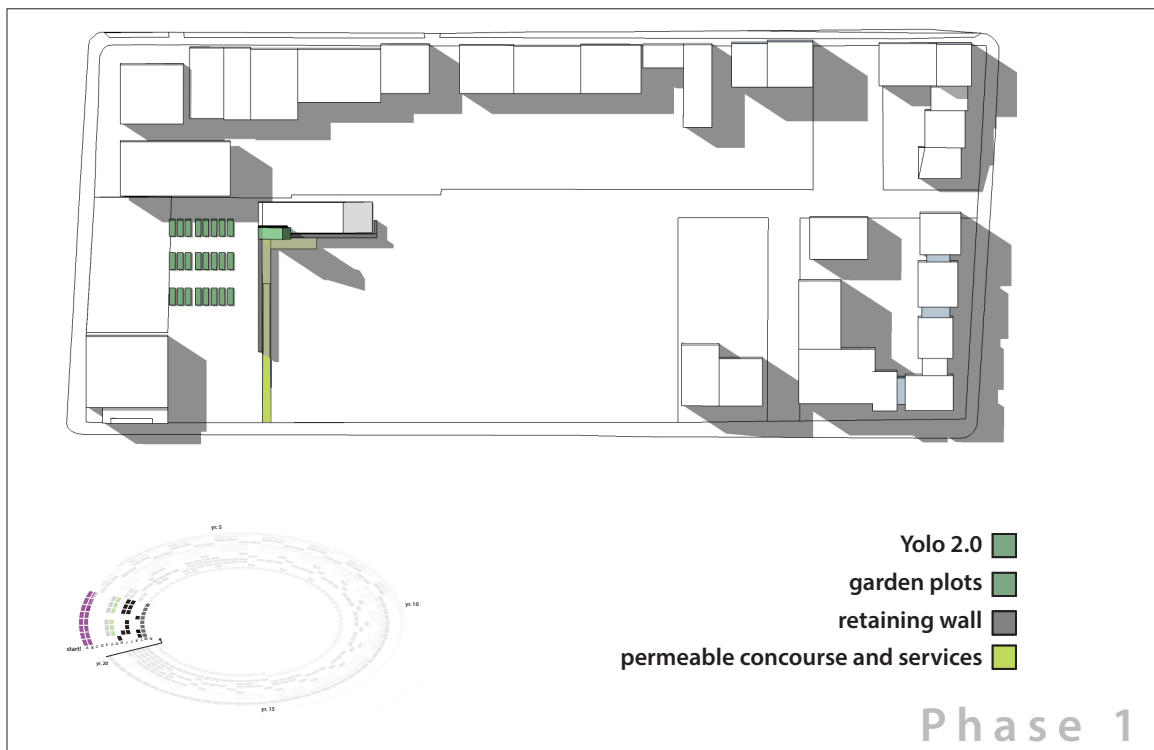 yr. 5
yr. 10
start!
yr. 20
yr. 15
Yolo 2.0
garden plots
retaining wall
permeable concourse and services
Phase 1